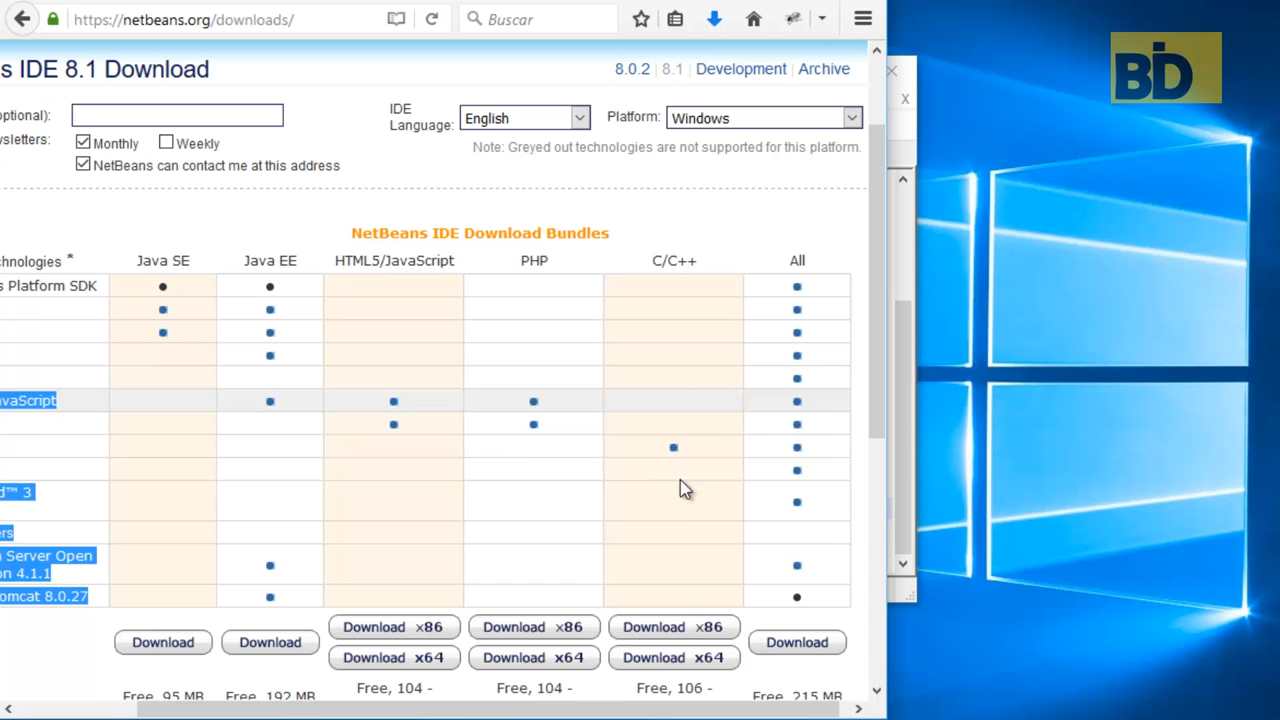 https://netbeans.org/downloads/
Buscar
BID
s IDE 8.1 Download
8.0.2 | 8.1 | Development | Archive
optional):
IDE
Language:
English
Platform:
Windows
wsletters:
Monthly
Weekly
Note: Greyed out technologies are not supported for this platform.
NetBeans can contact me at this address
NetBeans IDE Download Bundles
chnologies *
Java SE
Java EE
HTML5/JavaScript
PHP
C/C++
All
s Platform SDK
avaScript
d™ 3
ers
n Server Open
on 4.1.1
omcat 8.0.27
Download
Download
Download x86
Download x86
Download x86
Download
Download x64
Download x64
Download x64
Free, 95 MB
Free, 192 MB
Free, 104 -
Free, 104 -
Free, 106 -
Free, 215 MB